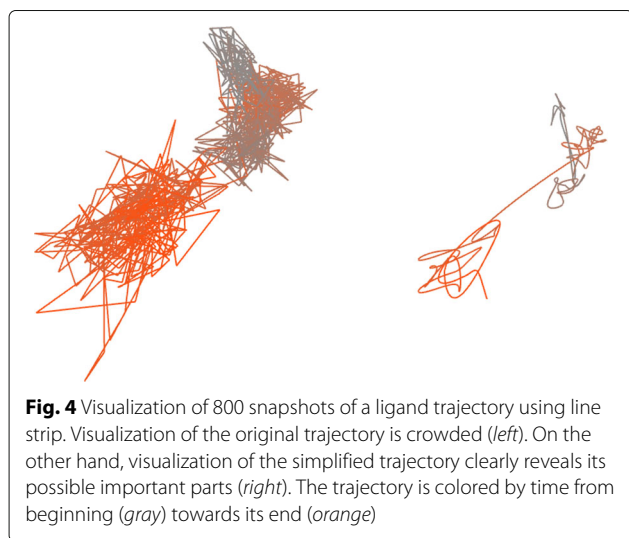 Fig. 4 Visualization of 800 snapshots of a ligand trajectory using line
strip. Visualization of the original trajectory is crowded (left). On the
other hand, visualization of the simplified trajectory clearly reveals its
possible important parts (right). The trajectory is colored by time from
beginning (gray) towards its end (orange)